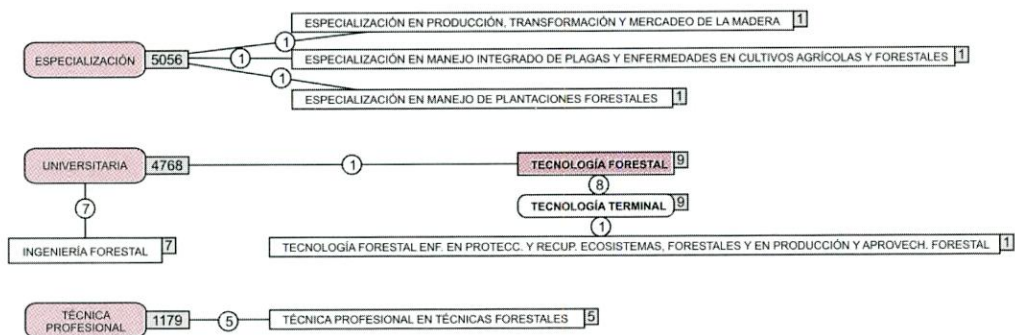 ESPECIALIZACIÓN EN PRODUCCIÓN, TRANSFORMACIÓN Y MERCADEO DE LA MADERA 1
1
ESPECIALIZACIÓN 5056 1 ESPECIALIZACIÓN EN MANEJO INTEGRADO DE PLAGAS Y ENFERMEDADES EN CULTIVOS AGRÍCOLAS Y FORESTALES 1
1
ESPECIALIZACIÓN EN MANEJO DE PLANTACIONES FORESTALES 1
UNIVERSITARIA 4768 1 TECNOLOGÍA FORESTAL 9
8
TECNOLOGÍA TERMINAL 9
7 1
INGENIERÍA FORESTAL 7 TECNOLOGÍA FORESTAL ENF. EN PROTECC. Y RECUP. ECOSISTEMAS, FORESTALES Y EN PRODUCCIÓN Y APROVECH. FORESTAL 1
TÉCNICA
PROFESIONAL 1179 5 TÉCNICA PROFESIONAL EN TÉCNICAS FORESTALES 5